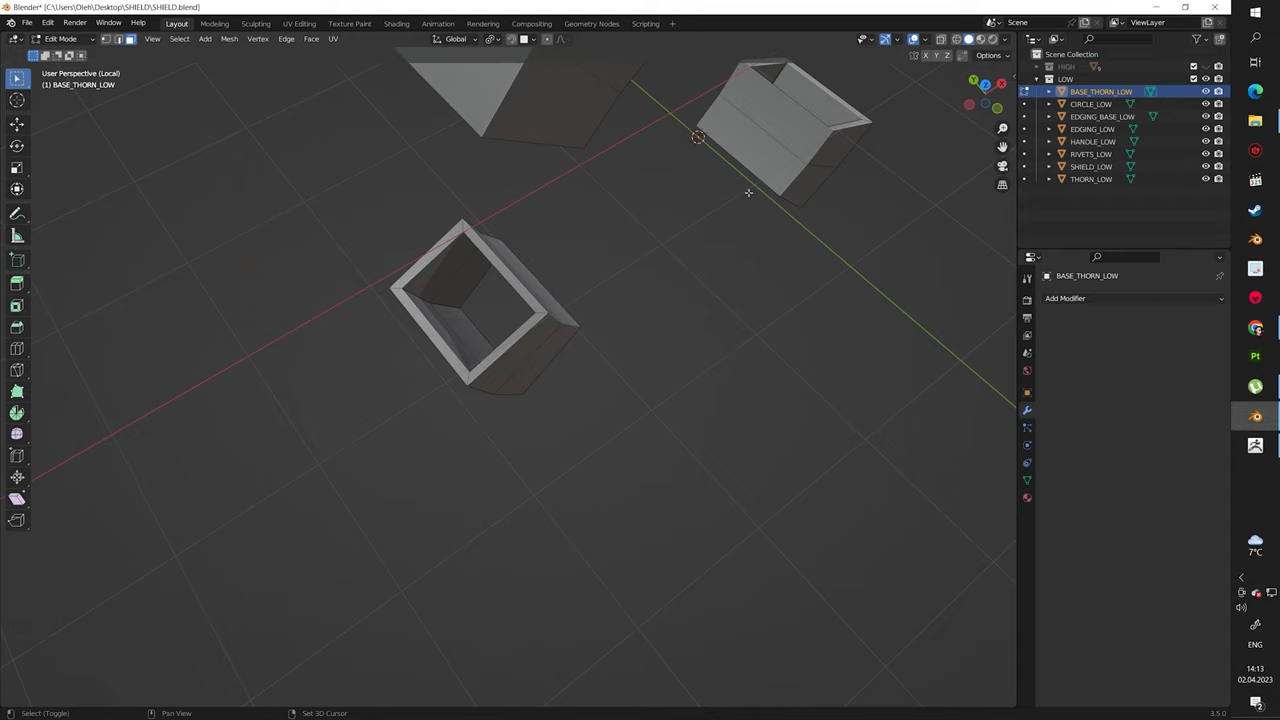 Blender* [C:\Users\Oleh\Desktop\SHIELD\SHIELD.blend]
File Edit Render Window Help Layout Modeling Sculpting UV Editing Texture Paint Shading Animation Rendering Compositing Geometry Nodes Scripting + Scene ViewLayer
Edit Mode View Select Add Mesh Vertex Edge Face UV Global
X Y Z Options
User Perspective (Local)
(1) BASE_THORN_LOW
Scene Collection
HIGH
LOW
BASE_THORN_LOW
CIRCLE_LOW
EDGING_BASE_LOW
EDGING_LOW
HANDLE_LOW
RIVETS_LOW
SHIELD_LOW
THORN_LOW
BASE_THORN_LOW
Add Modifier
Pt
7°C
ENG
14:13
02.04.2023
Select (Toggle) Pan View Set 3D Cursor 3.5.0